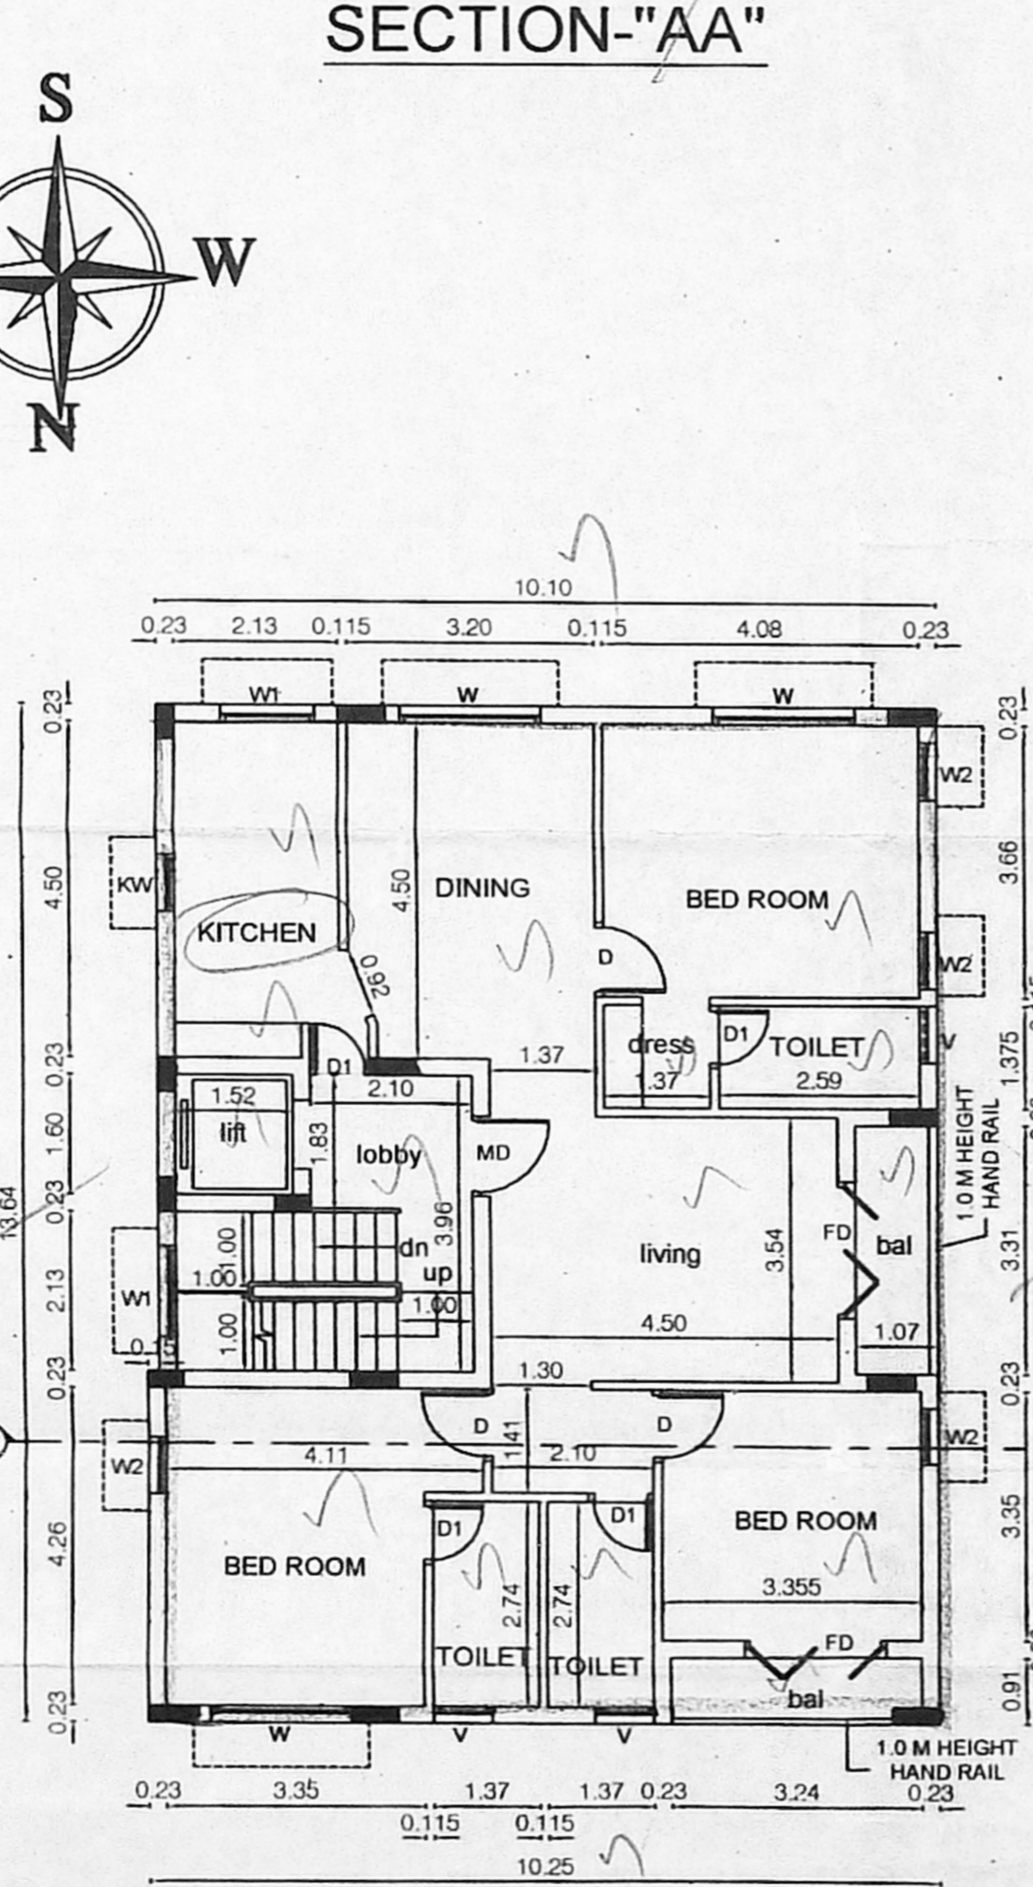 SECTION-"AA"
S
W
N
10.10
0.23 2.13 0.115 3.20 0.115 4.08 0.23
W1 W W
0.23 0.23
W2
4.50 KW 4.50 DINING 3.66
BED ROOM
KITCHEN
0.92 D W2
dress D1 TOILET V
0.23 D1 1.37 1.37 2.59 1.375
1.52 2.10
lift
1.60 1.83 lobby MD
1.0 M HEIGHT
HAND RAIL
0.23 3.96
13.64
1.00 dn living 3.54 FD bal 3.31
1.00 up
2.13 W1 1.00 1.00 4.50 1.07
0.15
0.23 1.30 0.23
D D
4.11 1.41 2.10 W2
W2
D1 D1 BED ROOM 3.35
4.26 BED ROOM
2.74 2.74 3.355
TOILET TOILET FD
bal 0.91
0.23
W V V
1.0 M HEIGHT
HAND RAIL
0.23 3.35 1.37 1.37 0.23 3.24 0.23
0.115 0.115
10.25